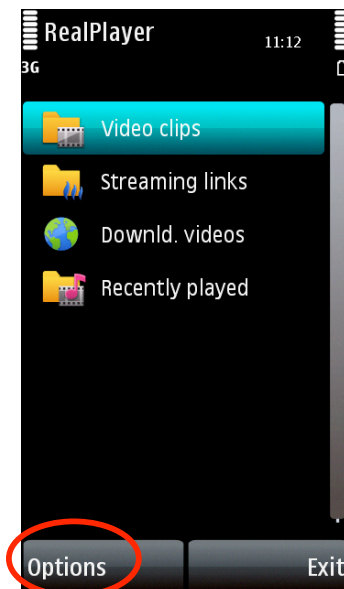 RealPlayer 11:12
3G
Video clips
Streaming links
Downld. videos
Recently played
Options Exit